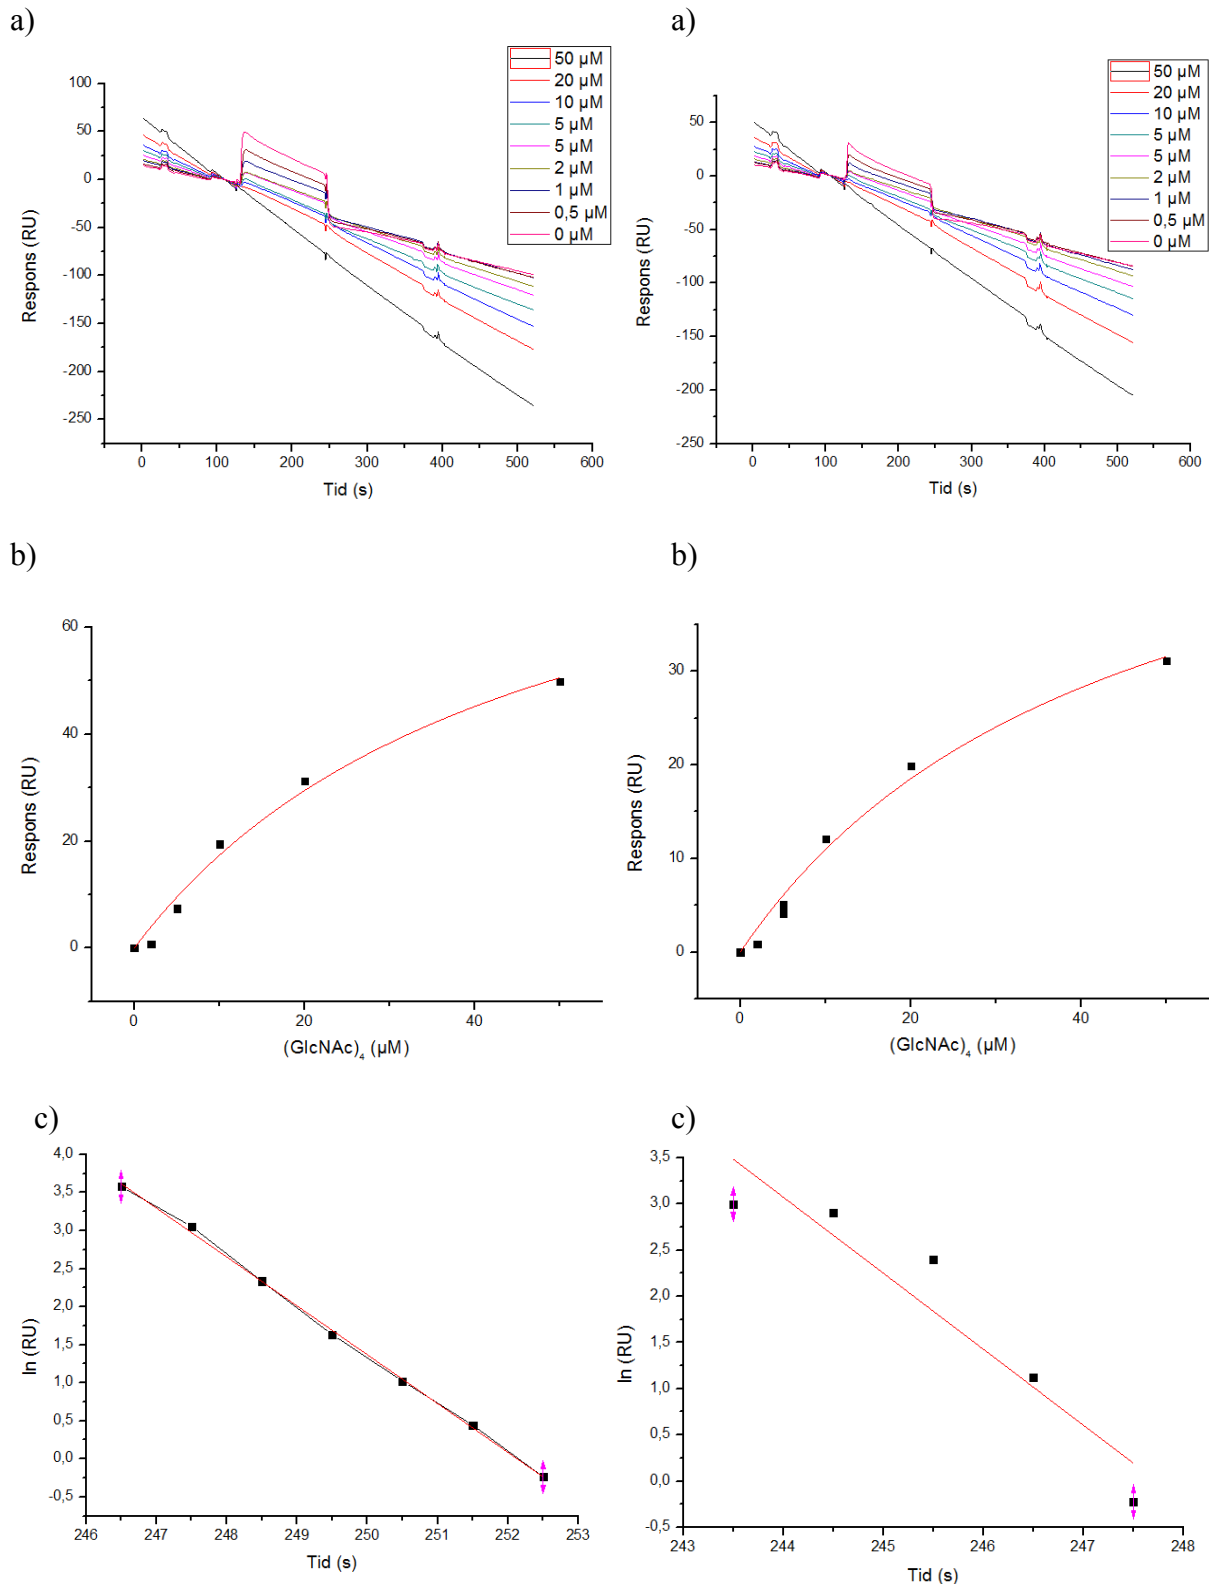 a)
50 µM
20 µM
10 µM
5 µM
5 µM
2 µM
1 µM
0,5 µM
0 µM
100
50
0
-50
-100
-150
-200
-250
Respons (RU)
0 100 200 300 400 500 600
Tid (s)
a)
50 µM
20 µM
10 µM
5 µM
5 µM
2 µM
1 µM
0,5 µM
0 µM
50
0
-50
-100
-150
-200
-250
Respons (RU)
0 100 200 300 400 500 600
Tid (s)
b)
60
40
20
0
Respons (RU)
0 20 40
(GlcNAc)₄ (µM)
b)
30
20
10
0
Respons (RU)
0 20 40
(GlcNAc)₄ (µM)
c)
4,0
3,5
3,0
2,5
2,0
1,5
1,0
0,5
0,0
-0,5
ln (RU)
246 247 248 249 250 251 252 253
Tid (s)
c)
3,5
3,0
2,5
2,0
1,5
1,0
0,5
0,0
-0,5
ln (RU)
243 244 245 246 247 248
Tid (s)